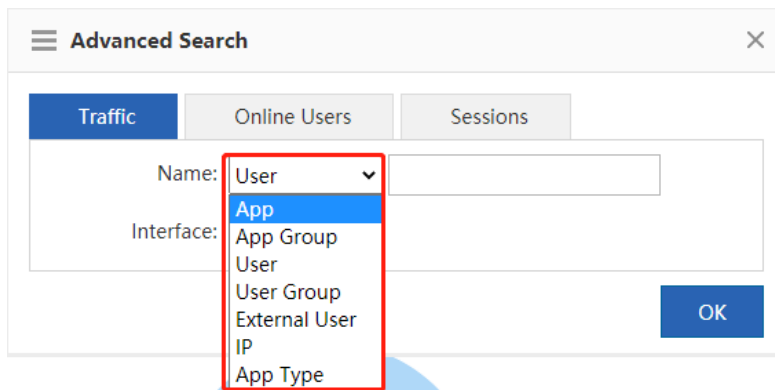 Advanced Search
Traffic Online Users Sessions
Name: User
App
Interface: App Group
User
User Group
External User
OK
IP
App Type